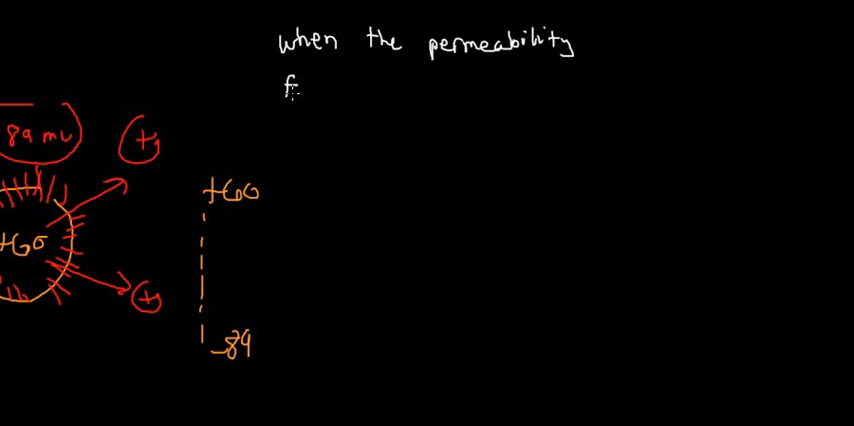 when the permeability
f
89 mv
+
+60
+60
+
-89